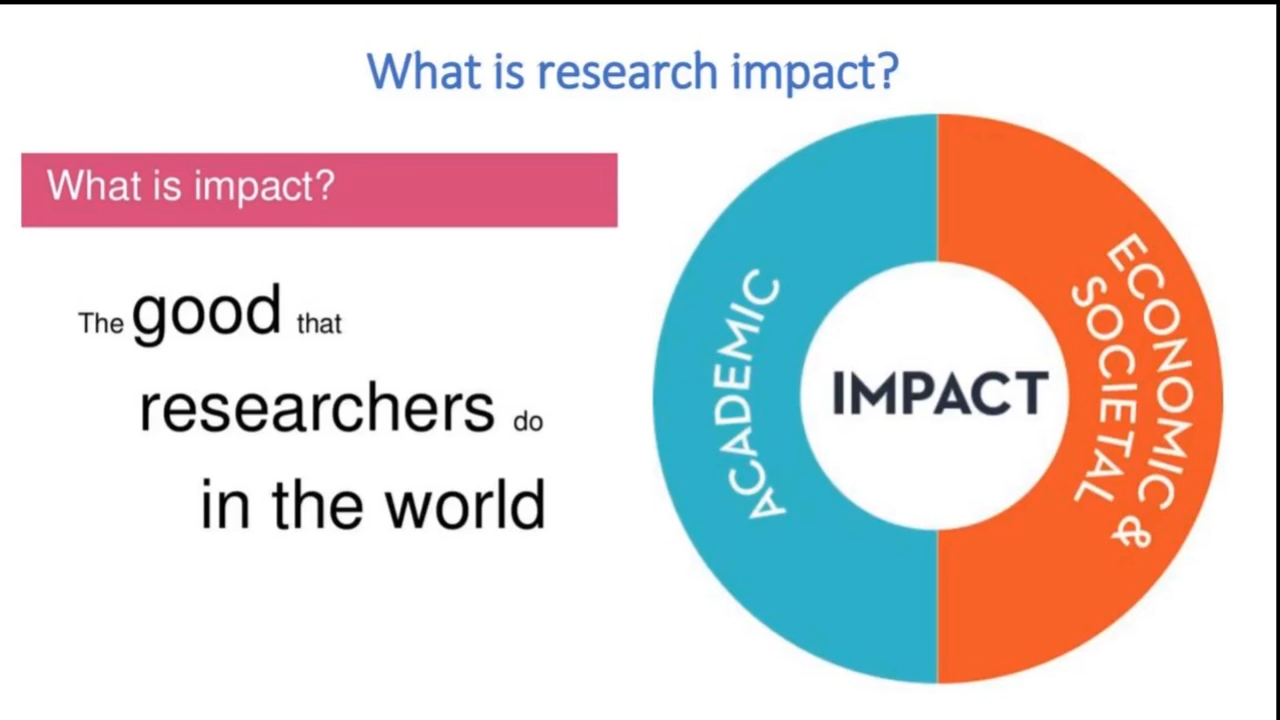 What is research impact?
What is impact?
The good that
researchers do
in the world
ACADEMIC
IMPACT
ECONOMIC &
SOCIETAL